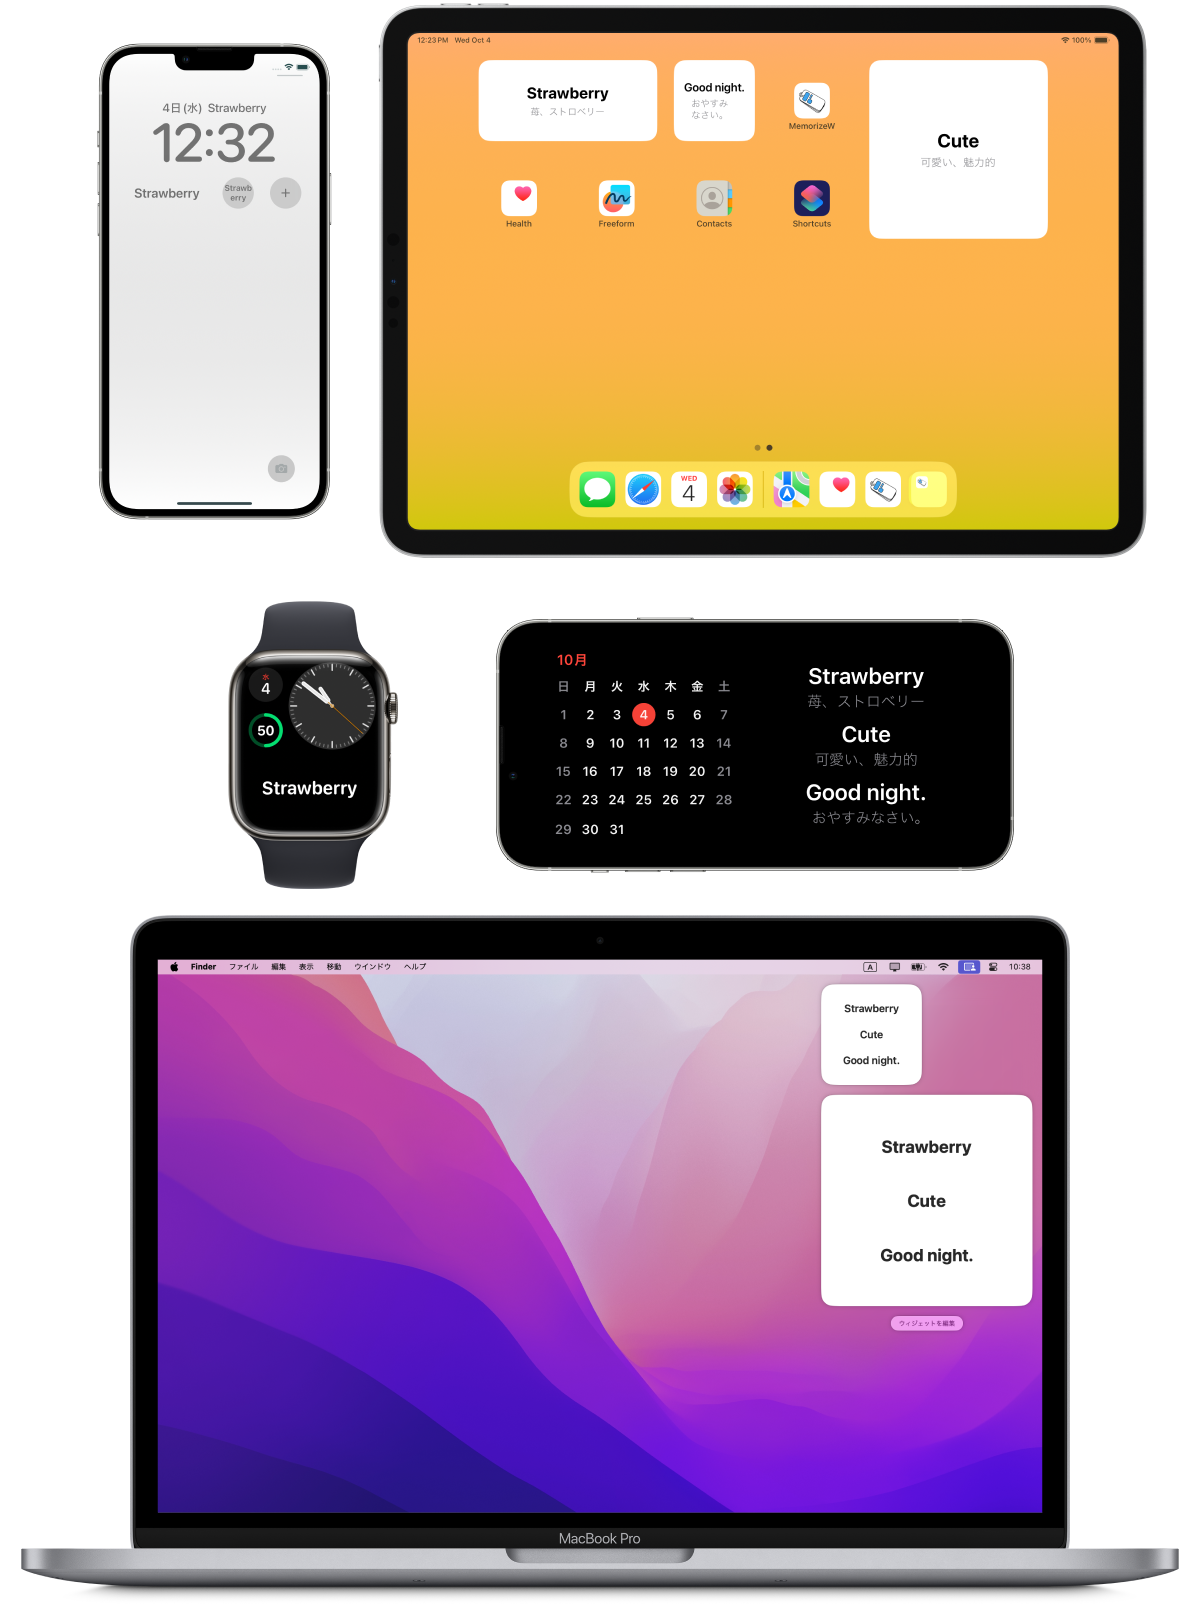 4日(水) Strawberry
12:32
Strawberry
Strawb
erry
+
12:23 PM Wed Oct 4
100%
Strawberry
苺、ストロベリー
Good night.
おやすみ
なさい。
MemorizeW
Cute
可愛い、魅力的
Health
Freeform
Contacts
Shortcuts
WED
4
水
4
50
Strawberry
10月
日 月 火 水 木 金 土
1 2 3 4 5 6 7
8 9 10 11 12 13 14
15 16 17 18 19 20 21
22 23 24 25 26 27 28
29 30 31
Strawberry
苺、ストロベリー
Cute
可愛い、魅力的
Good night.
おやすみなさい。
Finder ファイル 編集 表示 移動 ウインドウ ヘルプ
A
10:38
Strawberry
Cute
Good night.
Strawberry
Cute
Good night.
ウィジェットを編集
MacBook Pro